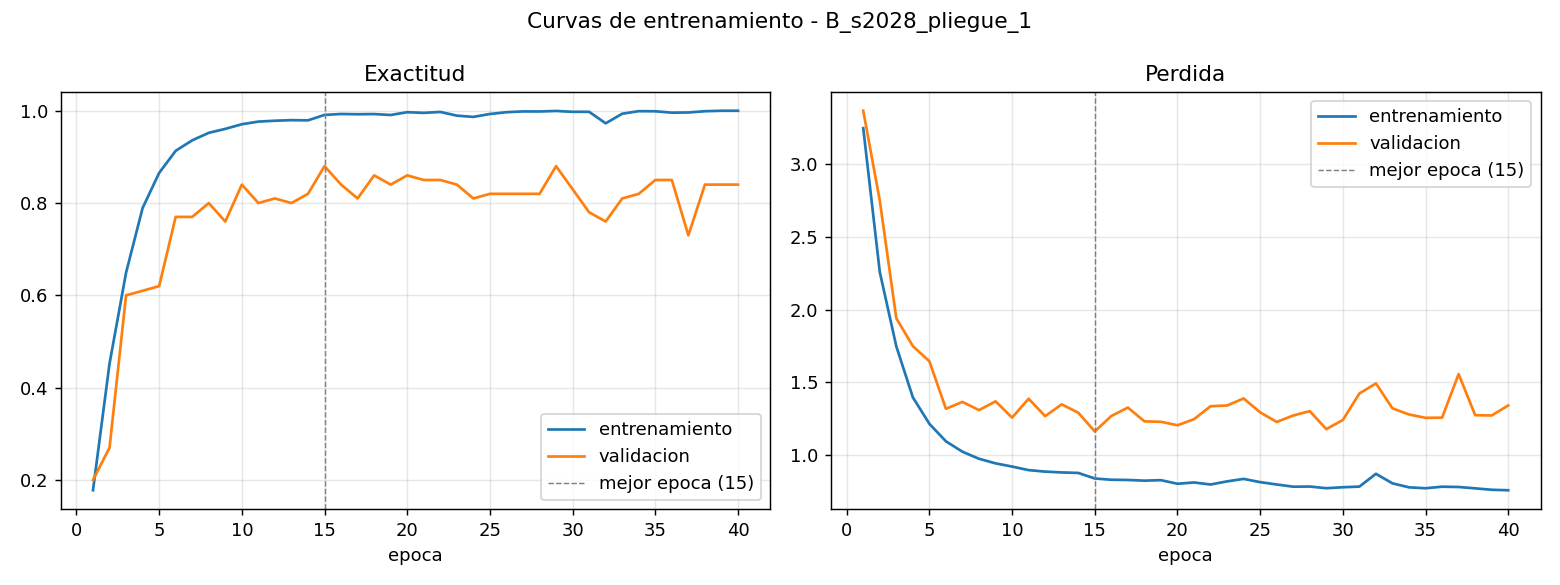 Curvas de entrenamiento - B_s2028_pliegue_1
Exactitud
1.0
0.8
0.6
0.4
0.2
0 5 10 15 20 25 30 35 40
epoca
entrenamiento
validacion
mejor epoca (15)
Perdida
3.0
2.5
2.0
1.5
1.0
0 5 10 15 20 25 30 35 40
epoca
entrenamiento
validacion
mejor epoca (15)